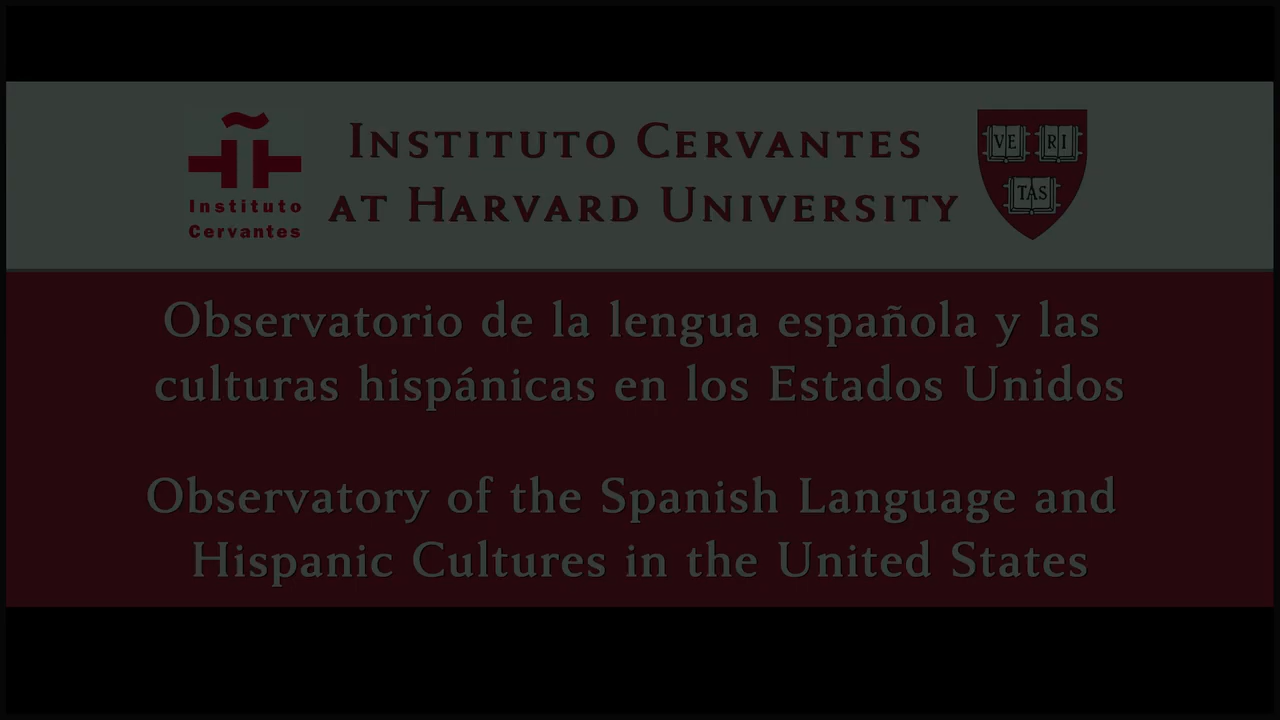 Instituto
Cervantes
INSTITUTO CERVANTES
AT HARVARD UNIVERSITY
VE RI
TAS
Observatorio de la lengua española y las
culturas hispánicas en los Estados Unidos
Observatory of the Spanish Language and
Hispanic Cultures in the United States